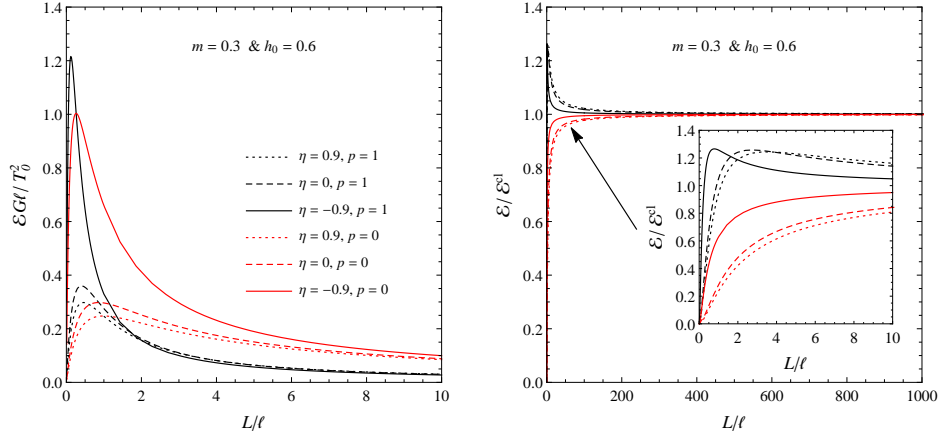 m = 0.3 & h₀ = 0.6
ℰGℓ/T₀²
1.4
1.2
1.0
0.8
0.6
0.4
0.2
0.0
η = 0.9, p = 1
η = 0, p = 1
η = −0.9, p = 1
η = 0.9, p = 0
η = 0, p = 0
η = −0.9, p = 0
0 2 4 6 8 10
L/ℓ
m = 0.3 & h₀ = 0.6
ℰ/ℰᶜˡ
1.4
1.2
1.0
0.8
0.6
0.4
0.2
0.0
0 200 400 600 800 1000
L/ℓ
ℰ/ℰᶜˡ
1.4
1.2
1.0
0.8
0.6
0.4
0.2
0.0
0 2 4 6 8 10
L/ℓ